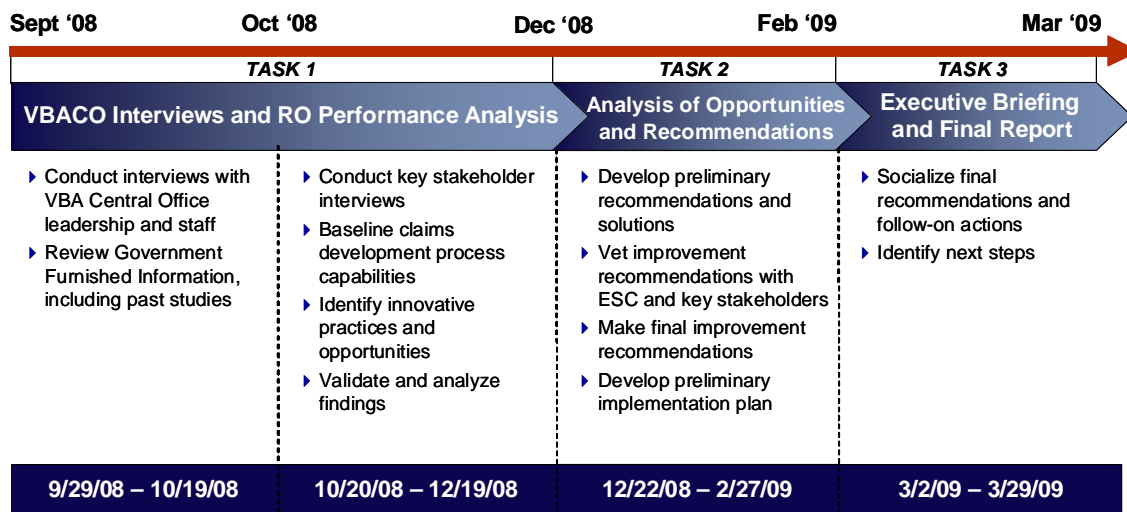 Sept ‘08
Oct ‘08
Dec ‘08
Feb ‘09
Mar ‘09
TASK 1
TASK 2
TASK 3
VBACO Interviews and RO Performance Analysis
Analysis of Opportunities
and Recommendations
Executive Briefing
and Final Report
Conduct interviews with
VBA Central Office
leadership and staff
Review Government
Furnished Information,
including past studies
Conduct key stakeholder
interviews
Baseline claims
development process
capabilities
Identify innovative
practices and
opportunities
Validate and analyze
findings
Develop preliminary
recommendations and
solutions
Vet improvement
recommendations with
ESC and key stakeholders
Make final improvement
recommendations
Develop preliminary
implementation plan
Socialize final
recommendations and
follow-on actions
Identify next steps
9/29/08 – 10/19/08
10/20/08 – 12/19/08
12/22/08 – 2/27/09
3/2/09 – 3/29/09